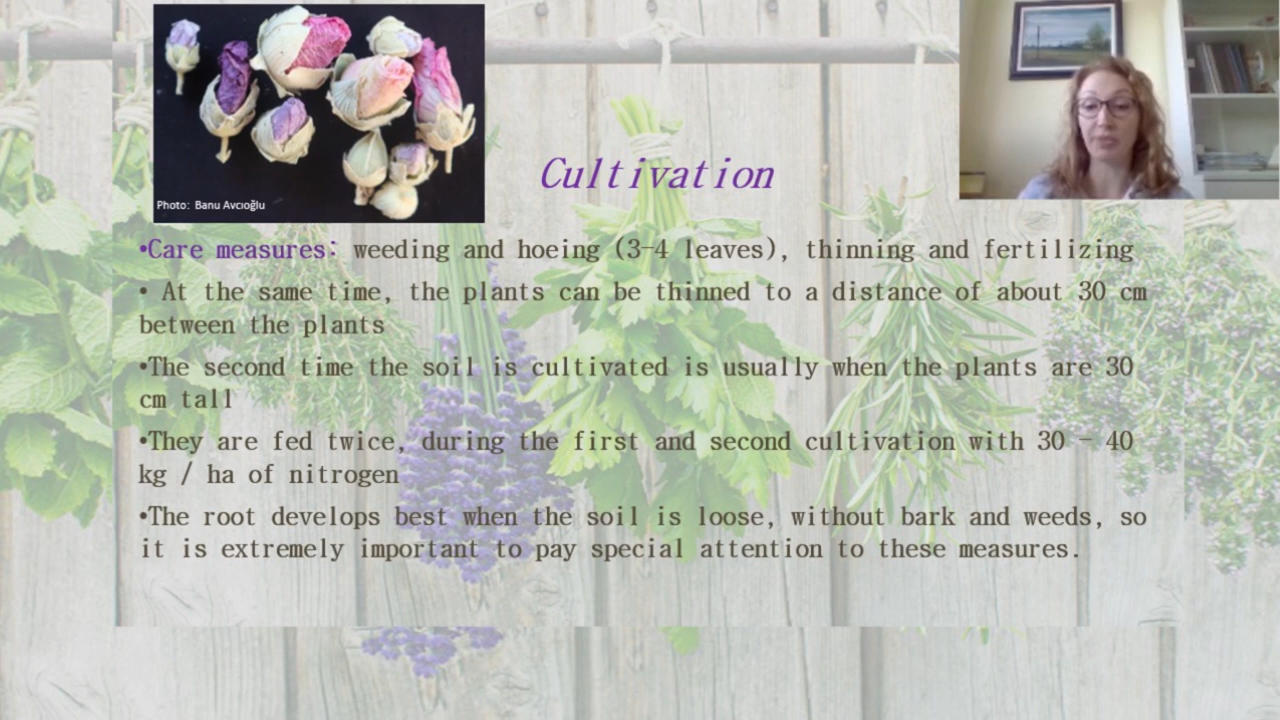 Photo: Banu Avcıoğlu
Cultivation
•Care measures: weeding and hoeing (3-4 leaves), thinning and fertilizing
• At the same time, the plants can be thinned to a distance of about 30 cm
between the plants
•The second time the soil is cultivated is usually when the plants are 30
cm tall
•They are fed twice, during the first and second cultivation with 30 - 40
kg / ha of nitrogen
•The root develops best when the soil is loose, without bark and weeds, so
it is extremely important to pay special attention to these measures.